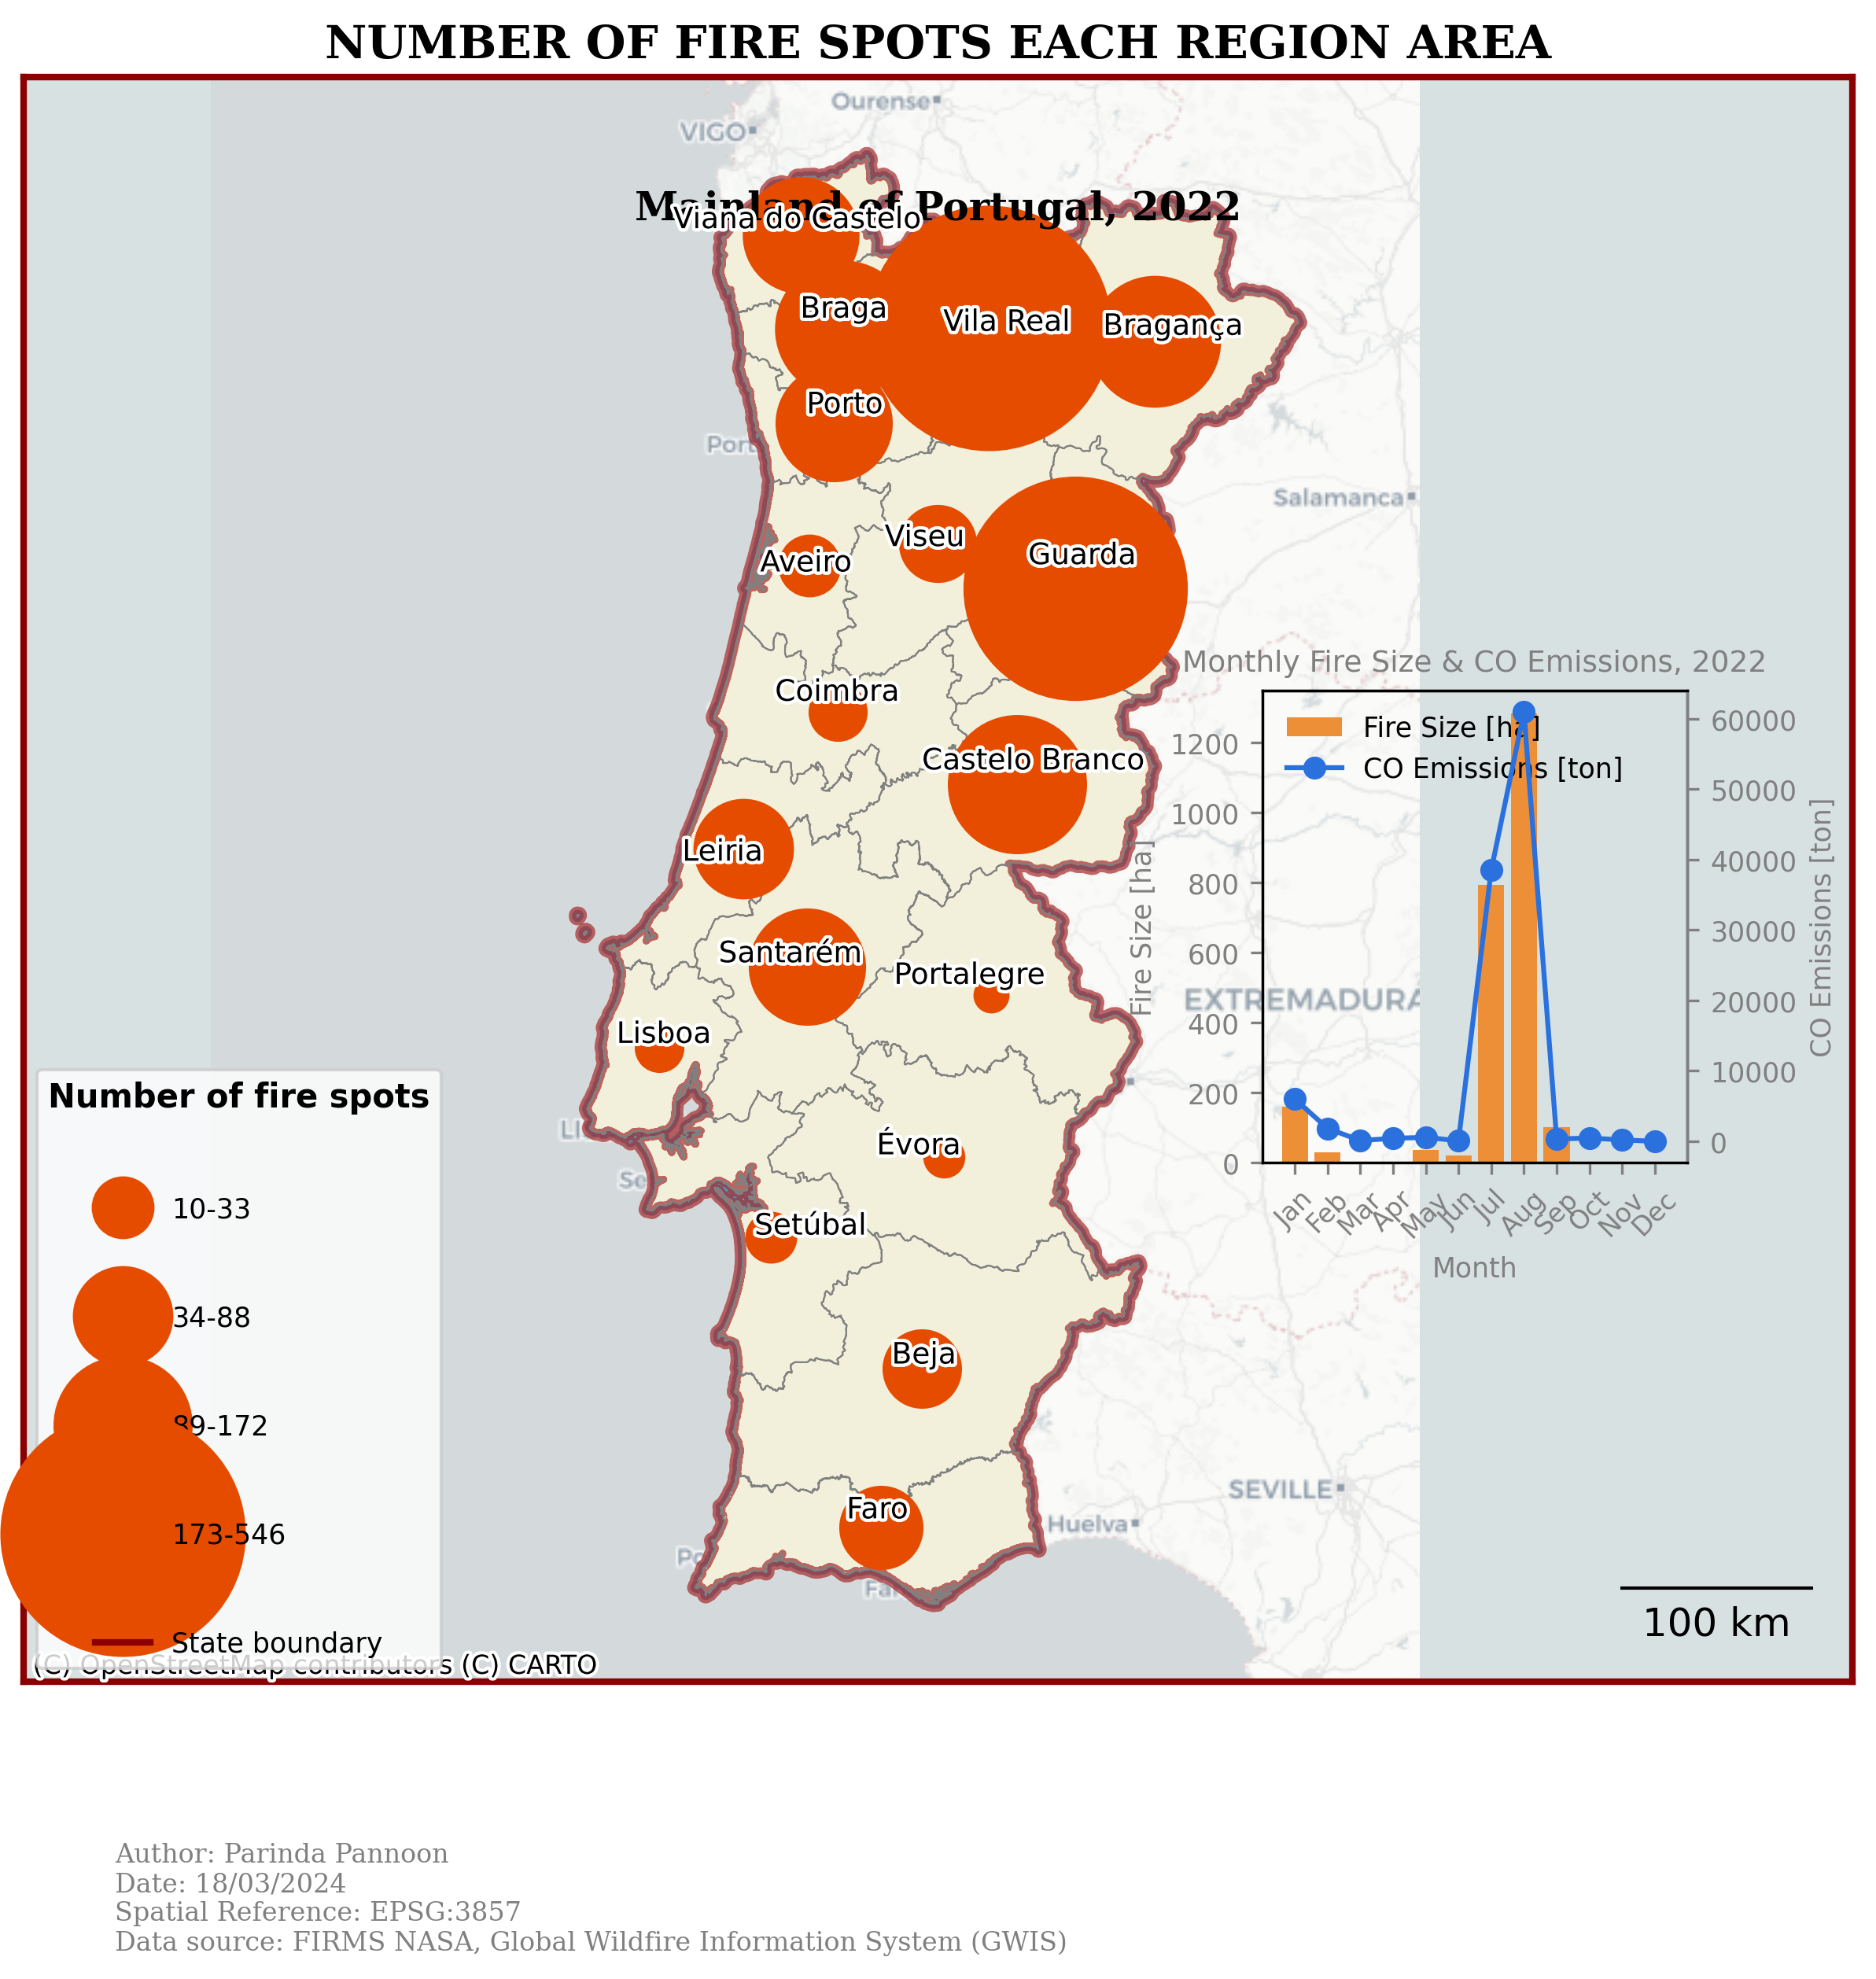 NUMBER OF FIRE SPOTS EACH REGION AREA
Ourense
VIGO
Mainland of Portugal, 2022
Viana do Castelo
Braga
Vila Real
Bragança
Porto
Port
Salamanca
Viseu
Guarda
Aveiro
Coimbra
Castelo Branco
Leiria
Santarém
Portalegre
Lisboa
Évora
Setúbal
Beja
Faro
EXTREMADURA
SEVILLE
Huelva
Monthly Fire Size & CO Emissions, 2022
Fire Size [ha]
CO Emissions [ton]
1200
1000
800
600
400
200
0
Fire Size [ha]
60000
50000
40000
30000
20000
10000
0
CO Emissions [ton]
Jan Feb Mar Apr May Jun Jul Aug Sep Oct Nov Dec
Month
Number of fire spots
10-33
34-88
89-172
173-546
State boundary
(C) OpenStreetMap contributors (C) CARTO
100 km
Author: Parinda Pannoon
Date: 18/03/2024
Spatial Reference: EPSG:3857
Data source: FIRMS NASA, Global Wildfire Information System (GWIS)